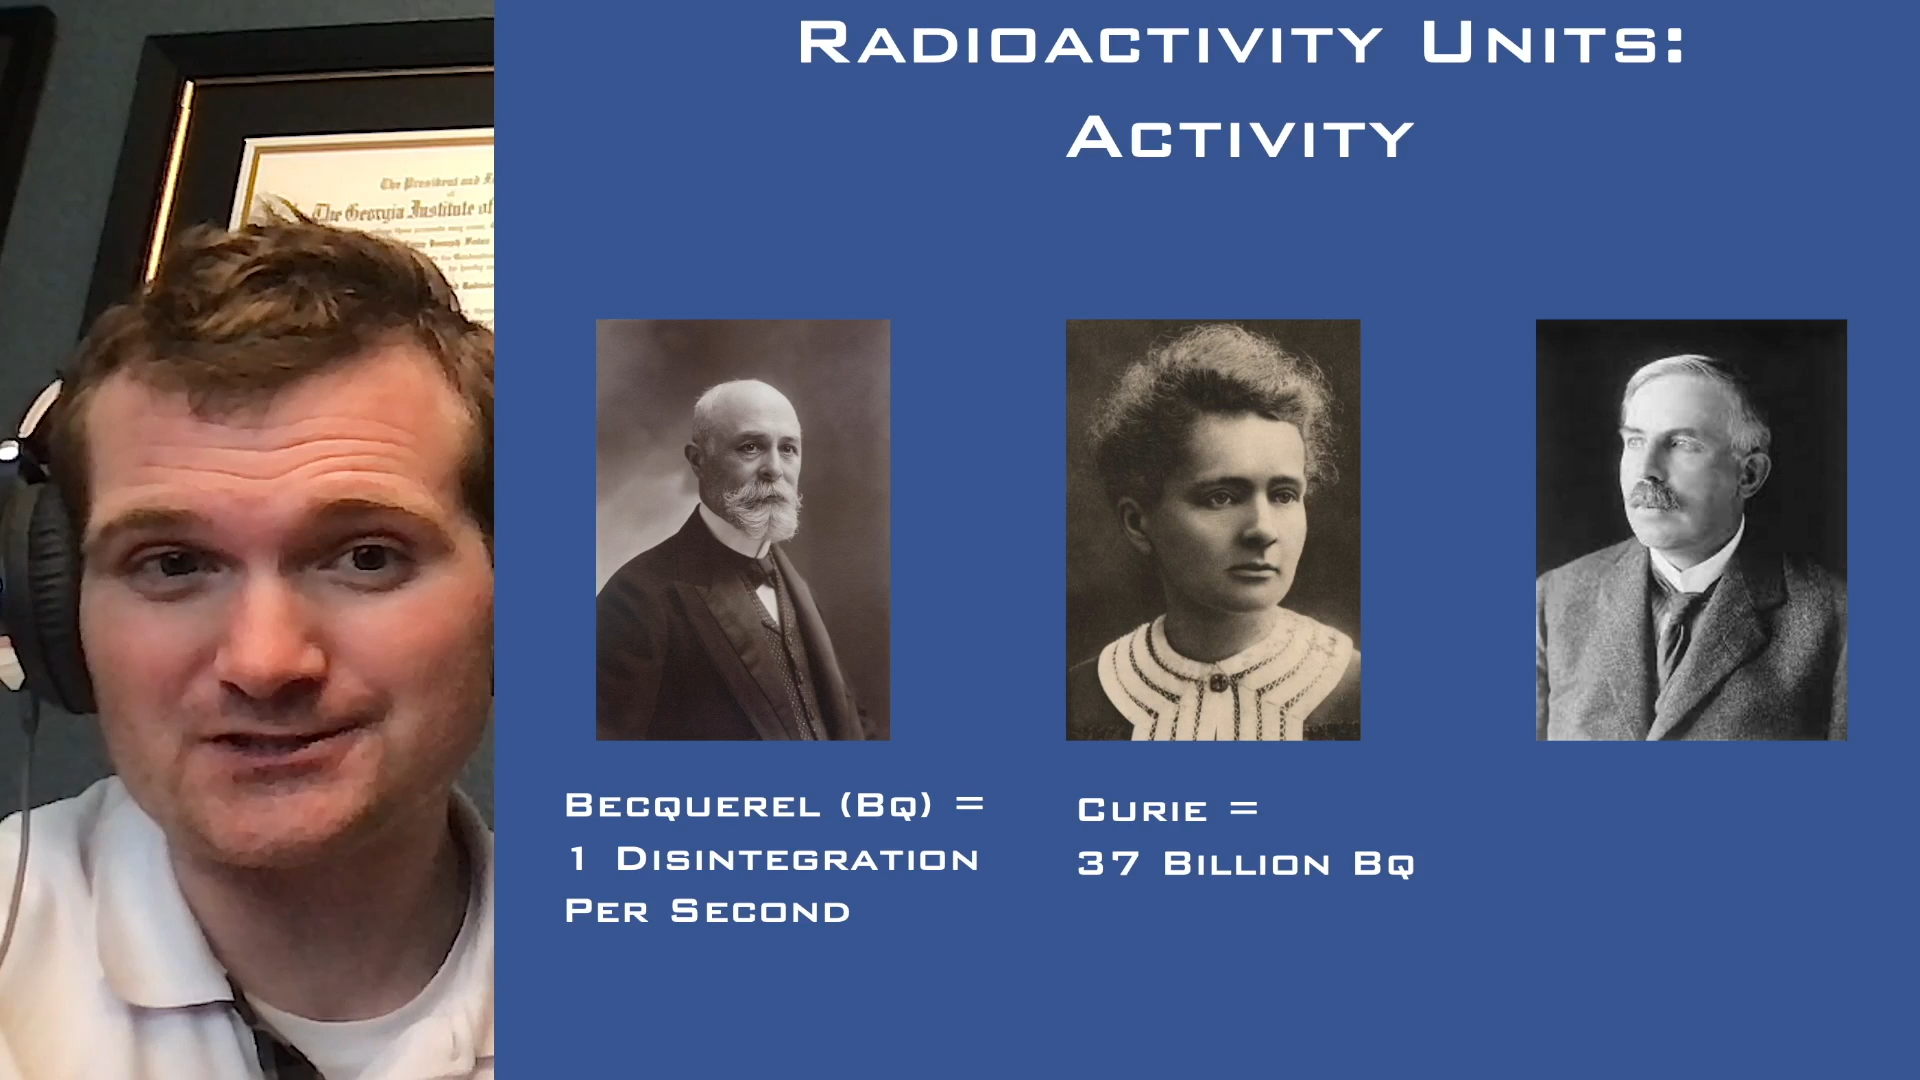 The President and
The Georgia Institute of
RADIOACTIVITY UNITS:
ACTIVITY
BECQUEREL (BQ) =
1 DISINTEGRATION
PER SECOND
CURIE =
37 BILLION BQ